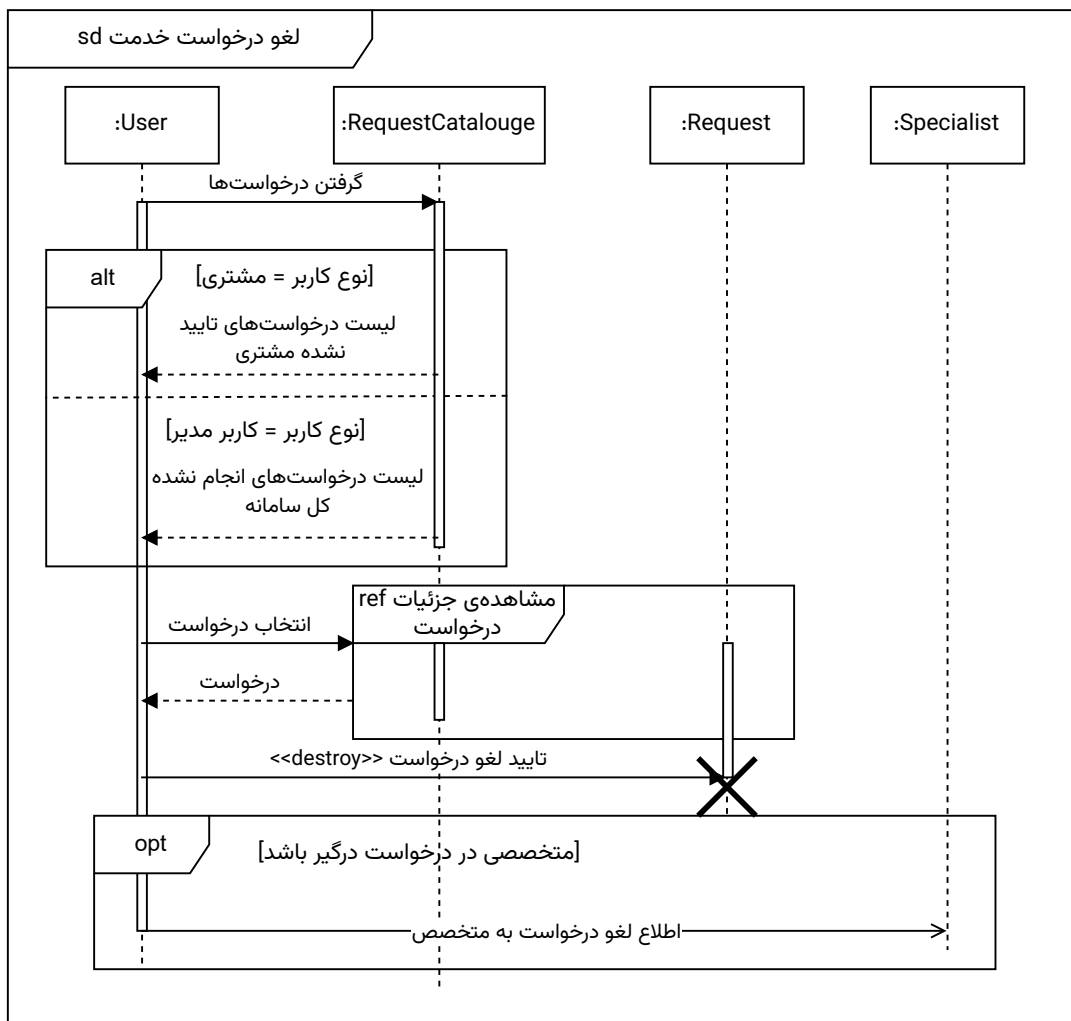 sd لغو درخواست خدمت
:User
:RequestCatalouge
:Request
:Specialist
گرفتن درخواست‌ها
alt
[نوع کاربر = مشتری]
لیست درخواست‌های تایید
نشده مشتری
[نوع کاربر = کاربر مدیر]
لیست درخواست‌های انجام نشده
کل سامانه
ref مشاهده‌ی جزئیات
درخواست
انتخاب درخواست
درخواست
<<destroy>> تایید لغو درخواست
opt
[متخصصی در درخواست درگیر باشد]
اطلاع لغو درخواست به متخصص